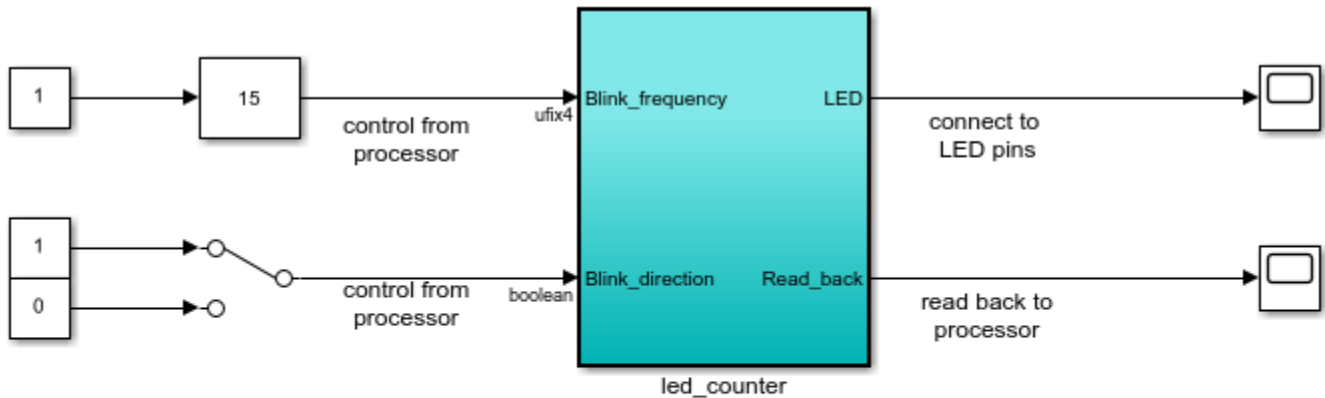 1
15
control from
processor
ufix4
Blink_frequency
LED
connect to
LED pins
1
0
control from
processor
boolean
Blink_direction
Read_back
read back to
processor
led_counter